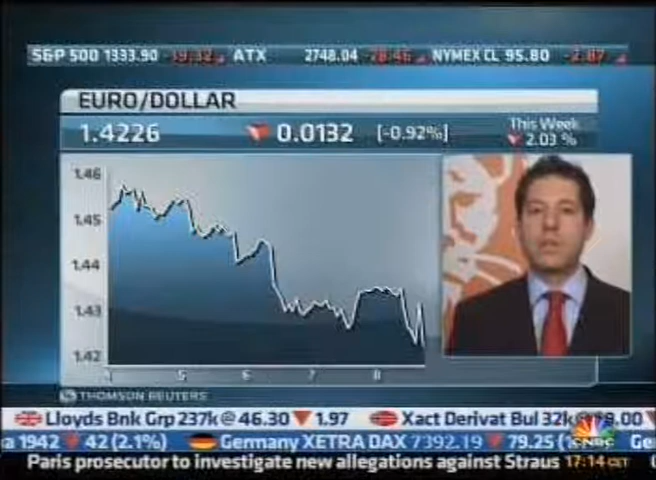 S&P 500 1333.90 -19.32 ATX 2748.04 -78.46 NYMEX CL 95.80 -2.87
EURO/DOLLAR
1.4226 0.0132 [-0.92%] This Week
2.03 %
1.46
1.45
1.44
1.43
1.42
5 6 7 8
THOMSON REUTERS
Lloyds Bnk Grp 237k@ 46.30 1.97 Xact Derivat Bul 32k@
1942 42 (2.1%) Germany XETRA DAX 7392.19 79.25 CNBC
Paris prosecutor to investigate new allegations against Straus 17:14 CET